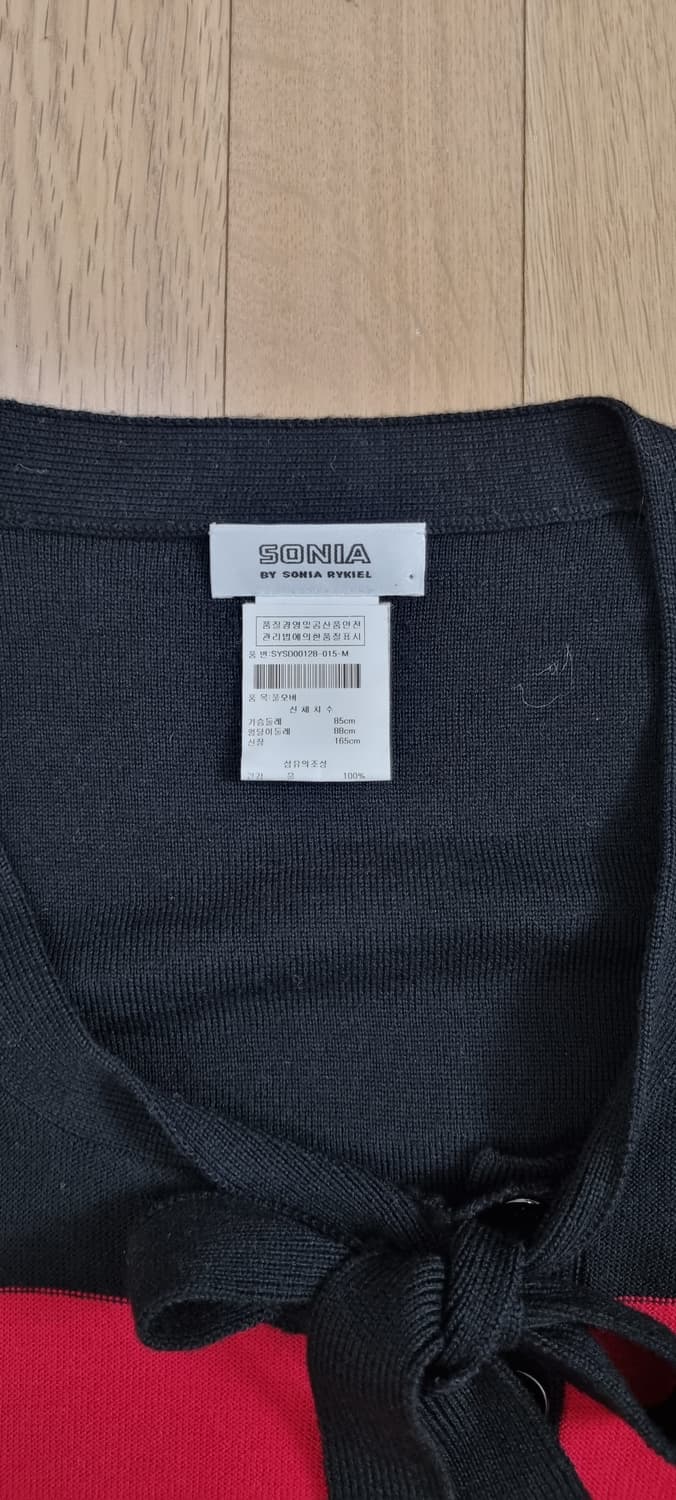 SONIA
BY SONIA RYKIEL
품질경영및공산품안전
관리법에의한품질표시
품 번:SYSD00128-015-M
품 목:풀오버
신 체 치 수
가슴둘레 85cm
엉덩이둘레 88cm
신장 165cm
섬유의조성
겉감 모 100%